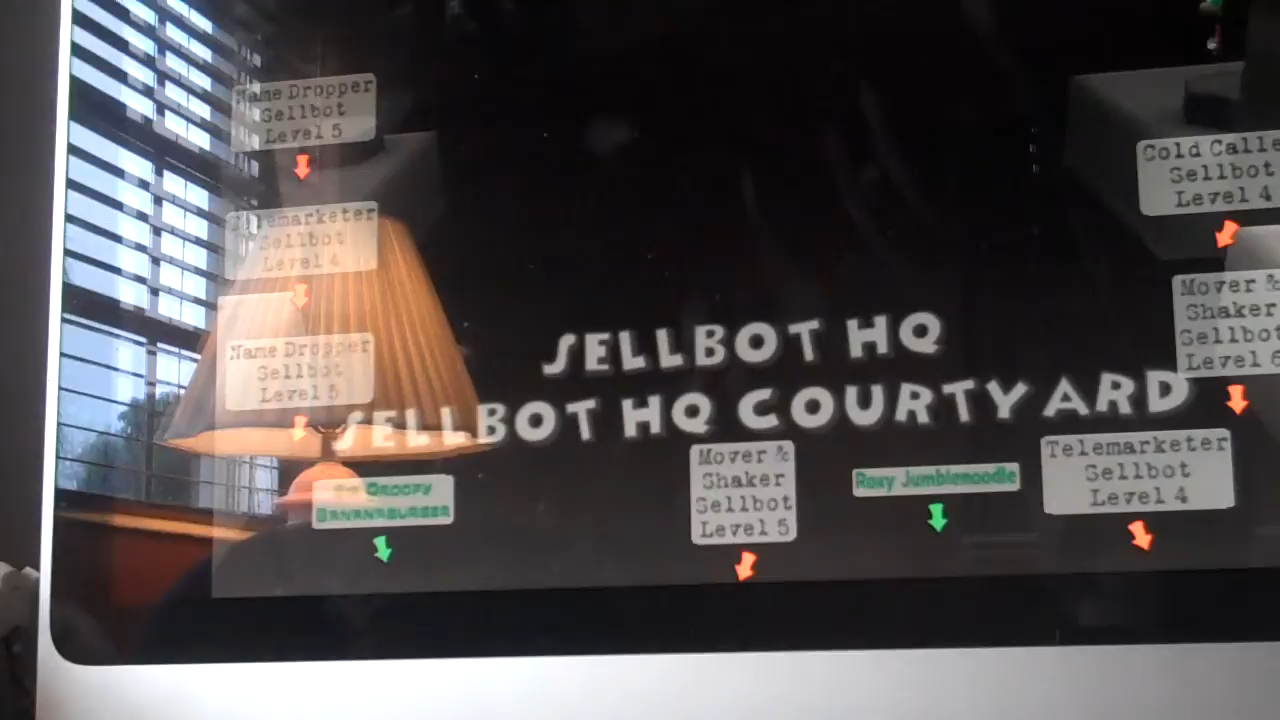 Name Dropper
Sellbot
Level 5
Telemarketer
Sellbot
Level 4
Name Dropper
Sellbot
Level 5
Cold Calle
Sellbot
Level 4
Mover &
Shaker
Sellbot
Level 6
SELLBOT HQ
SELLBOT HQ COURTYARD
Groofy
Bananaburger
Mover &
Shaker
Sellbot
Level 5
Roxy Jumblenoodle
Telemarketer
Sellbot
Level 4